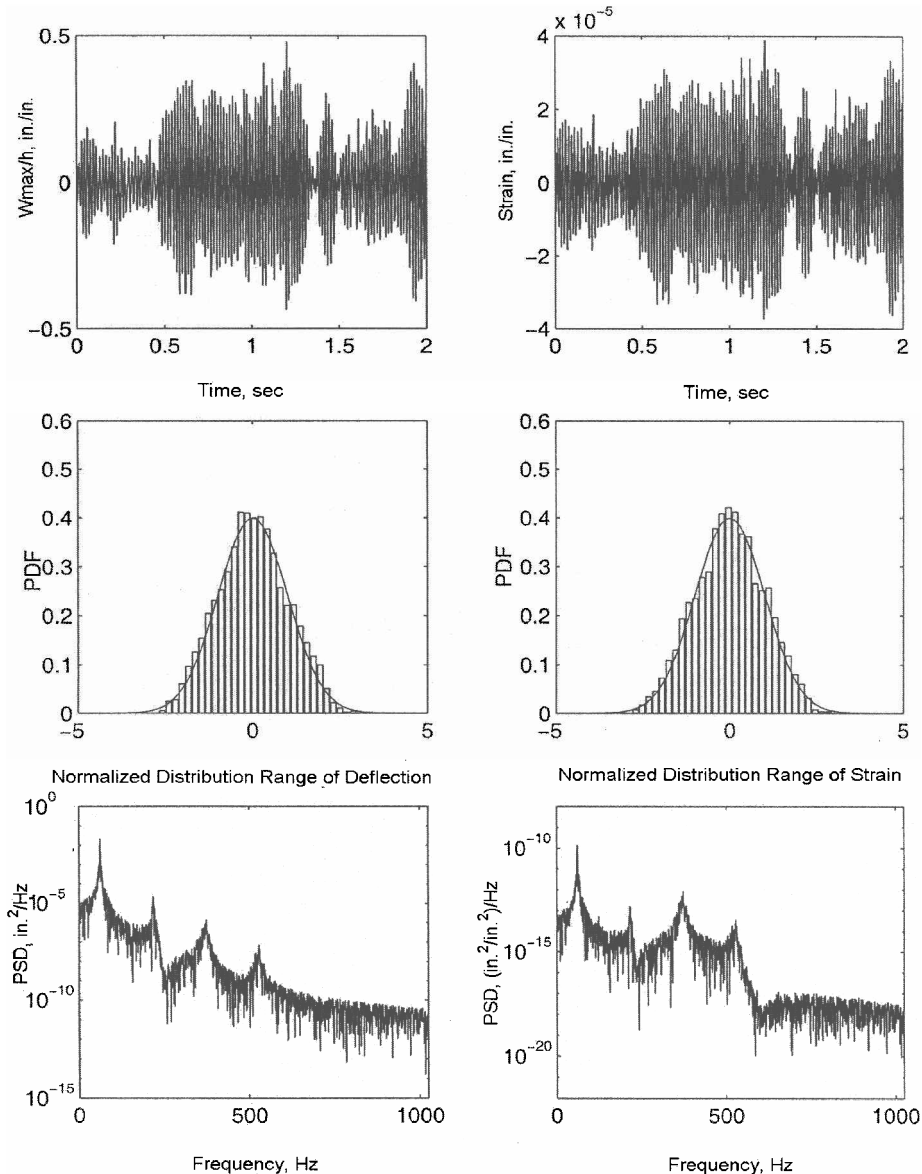 0.5
Wmax/h, in./in.
0
−0.5
0 0.5 1 1.5 2
Time, sec
x 10−5
4
2
Strain, in./in.
0
−2
−4
0 0.5 1 1.5 2
Time, sec
0.6
0.5
0.4
PDF
0.3
0.2
0.1
0
−5 0 5
Normalized Distribution Range of Deflection
0.6
0.5
0.4
PDF
0.3
0.2
0.1
0
−5 0 5
Normalized Distribution Range of Strain
10^0
10^−5
PSD, in.²/Hz
10^−10
10^−15
0 500 1000
Frequency, Hz
10^−10
PSD, (in.²/in.²)/Hz
10^−15
10^−20
0 500 1000
Frequency, Hz